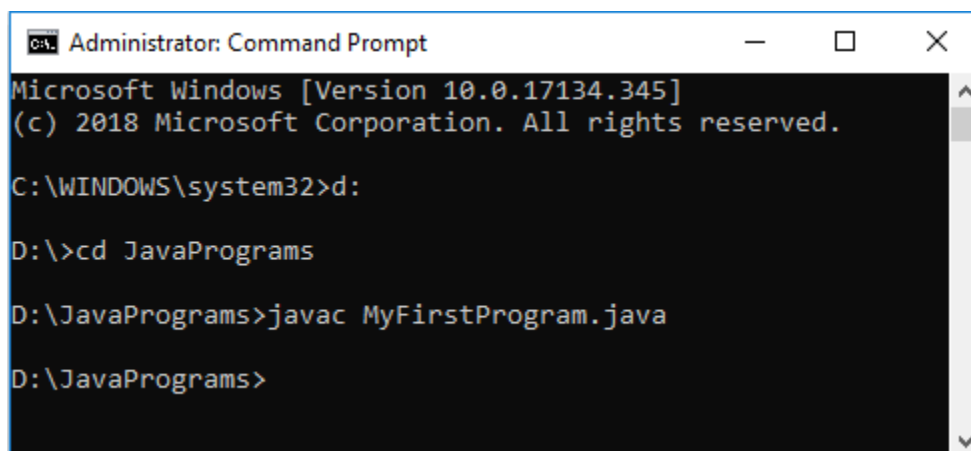 Administrator: Command Prompt
Microsoft Windows [Version 10.0.17134.345]
(c) 2018 Microsoft Corporation. All rights reserved.
C:\WINDOWS\system32>d:
D:\>cd JavaPrograms
D:\JavaPrograms>javac MyFirstProgram.java
D:\JavaPrograms>